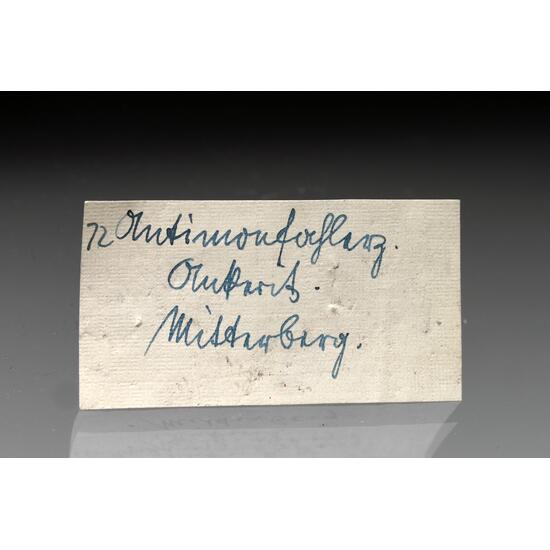 72 Antimonfahlerz.
Ankerit.
Mitterberg.